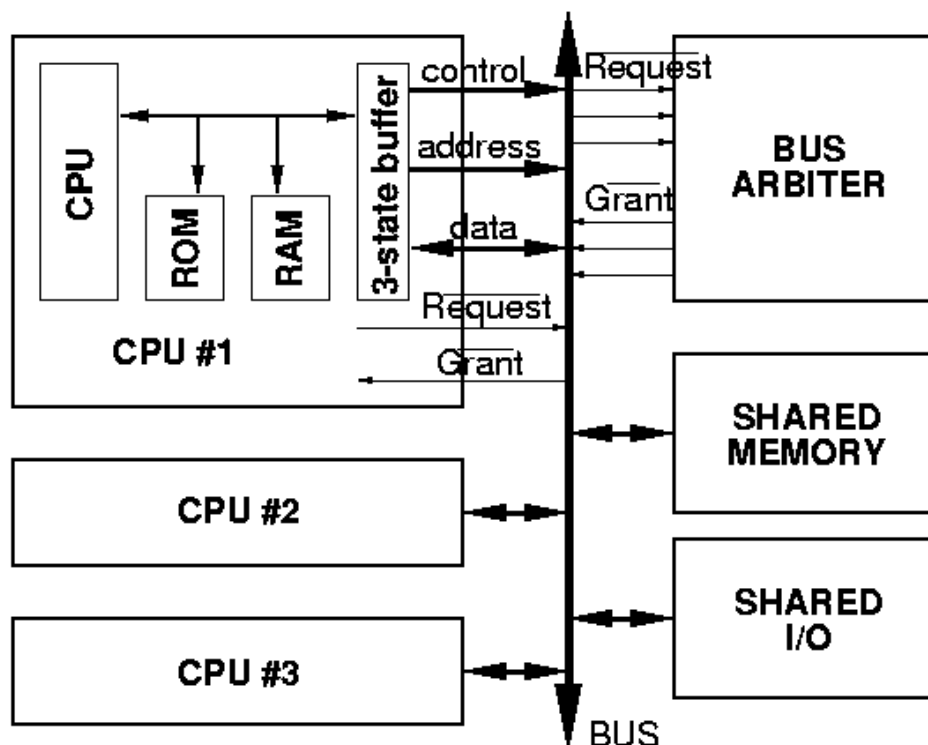 CPU
ROM
RAM
3-state buffer
CPU #1
control
address
data
Request
Grant
Request
Grant
BUS
ARBITER
SHARED
MEMORY
CPU #2
SHARED
I/O
CPU #3
BUS